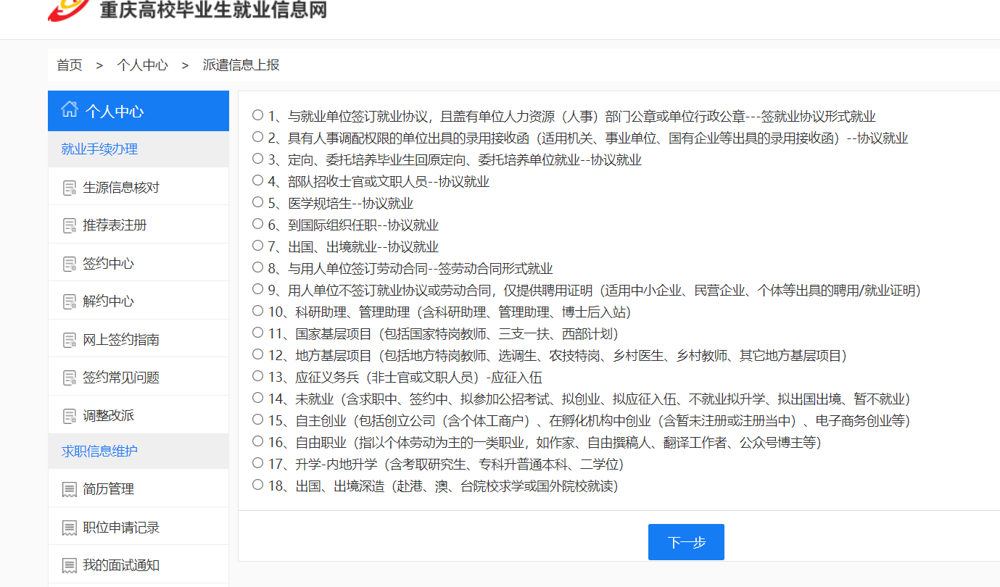 重庆高校毕业生就业信息网
首页 > 个人中心 > 派遣信息上报
个人中心
就业手续办理
生源信息核对
推荐表注册
签约中心
解约中心
网上签约指南
签约常见问题
调整改派
求职信息维护
简历管理
职位申请记录
我的面试通知
1、与就业单位签订就业协议，且盖有单位人力资源（人事）部门公章或单位行政公章---签就业协议形式就业
2、具有人事调配权限的单位出具的录用接收函（适用机关、事业单位、国有企业等出具的录用接收函）--协议就业
3、定向、委托培养毕业生回原定向、委托培养单位就业--协议就业
4、部队招收士官或文职人员--协议就业
5、医学规培生--协议就业
6、到国际组织任职--协议就业
7、出国、出境就业--协议就业
8、与用人单位签订劳动合同--签劳动合同形式就业
9、用人单位不签订就业协议或劳动合同，仅提供聘用证明（适用中小企业、民营企业、个体等出具的聘用/就业证明）
10、科研助理、管理助理（含科研助理、管理助理、博士后入站）
11、国家基层项目（包括国家特岗教师、三支一扶、西部计划）
12、地方基层项目（包括地方特岗教师、选调生、农技特岗、乡村医生、乡村教师、其它地方基层项目）
13、应征义务兵（非士官或文职人员）-应征入伍
14、未就业（含求职中、签约中、拟参加公招考试、拟创业、拟应征入伍、不就业拟升学、拟出国出境、暂不就业）
15、自主创业（包括创立公司（含个体工商户）、在孵化机构中创业（含暂未注册或注册当中）、电子商务创业等）
16、自由职业（指以个体劳动为主的一类职业，如作家、自由撰稿人、翻译工作者、公众号博主等）
17、升学-内地升学（含考取研究生、专科升普通本科、二学位）
18、出国、出境深造（赴港、澳、台院校求学或国外院校就读）
下一步